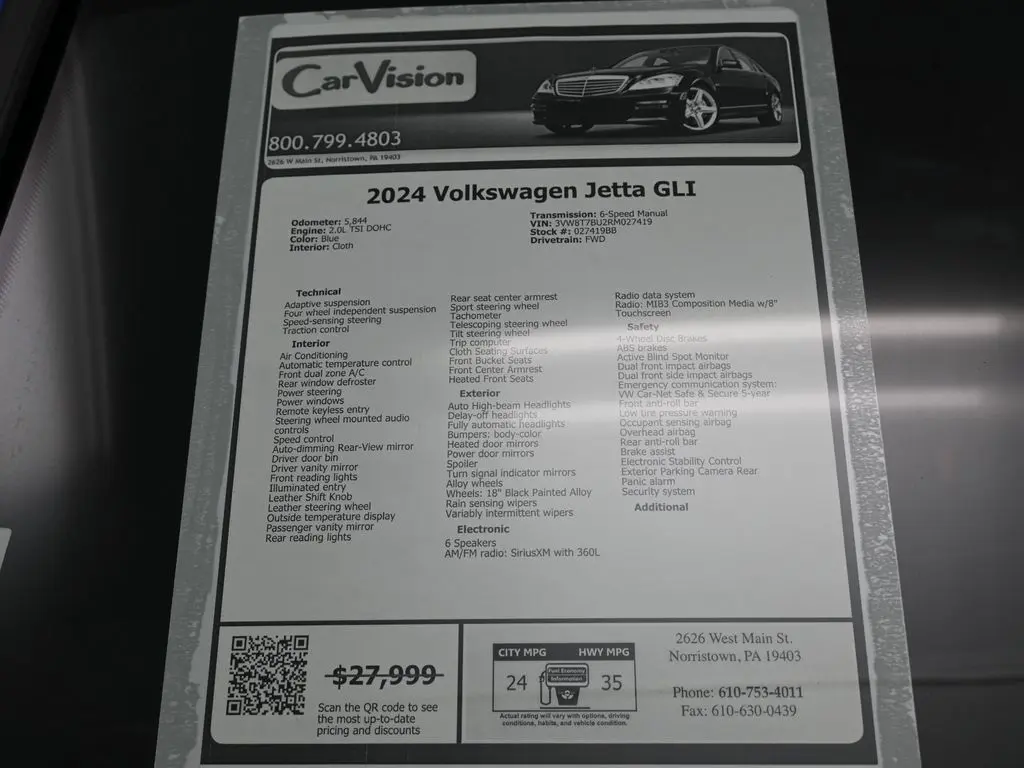 CarVision
800.799.4803
2626 W Main St, Norristown, PA 19403
2024 Volkswagen Jetta GLI
Odometer: 5,844
Engine: 2.0L TSI DOHC
Color: Blue
Interior: Cloth
Transmission: 6-Speed Manual
VIN: 3VW8T7BU2RM027419
Stock #: 027419BB
Drivetrain: FWD
Technical
Adaptive suspension
Four wheel independent suspension
Speed-sensing steering
Traction control
Interior
Air Conditioning
Automatic temperature control
Front dual zone A/C
Rear window defroster
Power steering
Power windows
Remote keyless entry
Steering wheel mounted audio
controls
Speed control
Auto-dimming Rear-View mirror
Driver door bin
Driver vanity mirror
Front reading lights
Illuminated entry
Leather Shift Knob
Leather steering wheel
Outside temperature display
Passenger vanity mirror
Rear reading lights
Rear seat center armrest
Sport steering wheel
Tachometer
Telescoping steering wheel
Tilt steering wheel
Trip computer
Cloth Seating Surfaces
Front Bucket Seats
Front Center Armrest
Heated Front Seats
Exterior
Auto High-beam Headlights
Delay-off headlights
Fully automatic headlights
Bumpers: body-color
Heated door mirrors
Power door mirrors
Spoiler
Turn signal indicator mirrors
Alloy wheels
Wheels: 18" Black Painted Alloy
Rain sensing wipers
Variably intermittent wipers
Electronic
6 Speakers
AM/FM radio: SiriusXM with 360L
Radio data system
Radio: MIB3 Composition Media w/8"
Touchscreen
Safety
4-Wheel Disc Brakes
ABS brakes
Active Blind Spot Monitor
Dual front impact airbags
Dual front side impact airbags
Emergency communication system:
VW Car-Net Safe & Secure 5-year
Front anti-roll bar
Low tire pressure warning
Occupant sensing airbag
Overhead airbag
Rear anti-roll bar
Brake assist
Electronic Stability Control
Exterior Parking Camera Rear
Panic alarm
Security system
Additional
$27,999
Scan the QR code to see
the most up-to-date
pricing and discounts
CITY MPG
HWY MPG
Fuel Economy
Information
24
35
Actual rating will vary with options, driving
conditions, habits, and vehicle condition.
2626 West Main St.
Norristown, PA 19403
Phone: 610-753-4011
Fax: 610-630-0439